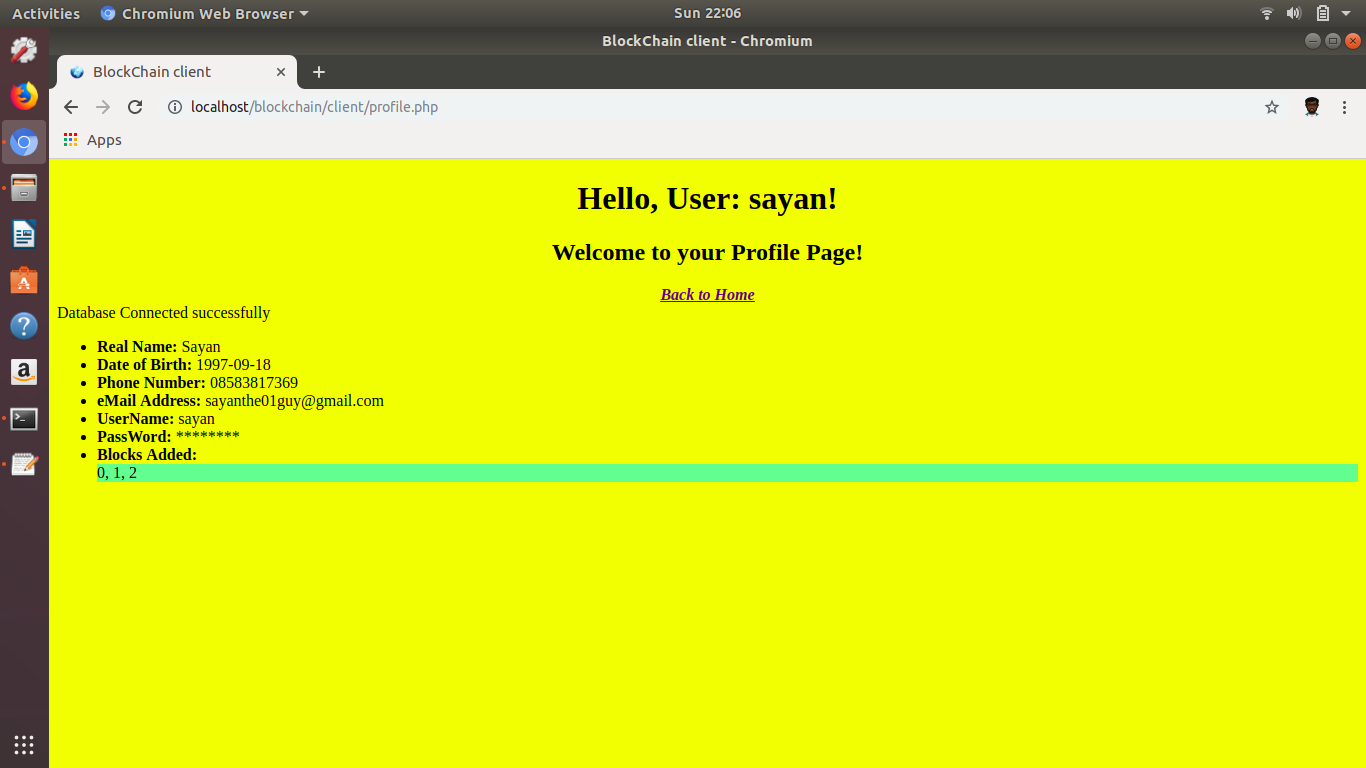 Activities
Chromium Web Browser
Sun 22:06
BlockChain client - Chromium
BlockChain client
localhost/blockchain/client/profile.php
Apps
Hello, User: sayan!
Welcome to your Profile Page!
Back to Home
Database Connected successfully
Real Name: Sayan
Date of Birth: 1997-09-18
Phone Number: 08583817369
eMail Address: sayanthe01guy@gmail.com
UserName: sayan
PassWord: ********
Blocks Added:
0, 1, 2